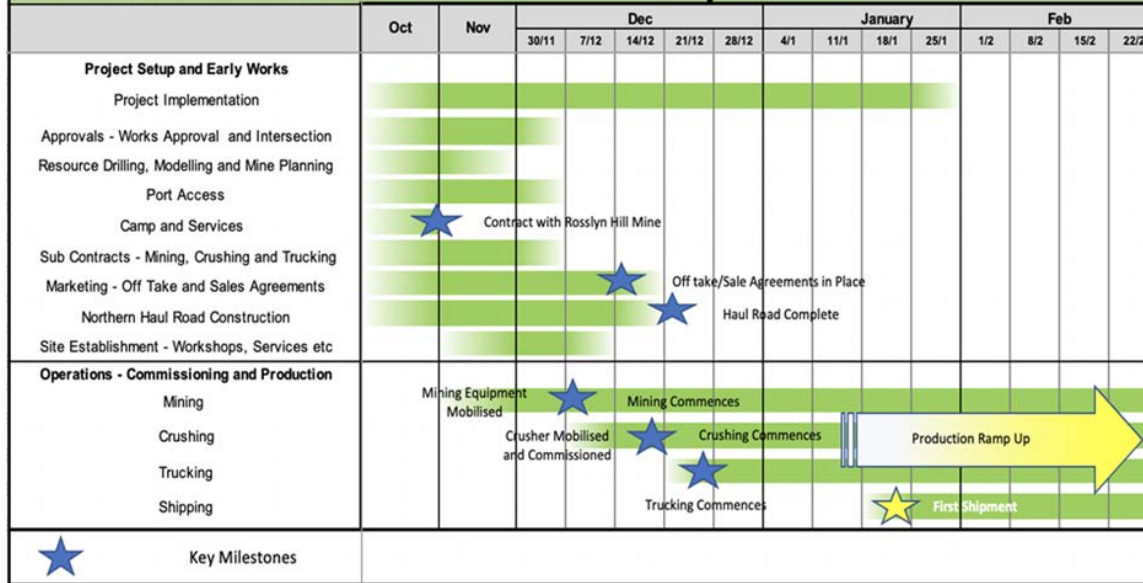 Oct Nov Dec January Feb
30/11 7/12 14/12 21/12 28/12 4/1 11/1 18/1 25/1 1/2 8/2 15/2
Project Setup and Early Works
Project Implementation
Approvals - Works Approval and Intersection
Resource Drilling, Modelling and Mine Planning
Port Access
Camp and Services Contract with Rosslyn Hill Mine
Sub Contracts - Mining, Crushing and Trucking
Marketing - Off Take and Sales Agreements Off take/Sale Agreements in Place
Northern Haul Road Construction Haul Road Complete
Site Establishment - Workshops, Services etc
Operations - Commissioning and Production
Mining Mining Equipment Mobilised Mining Commences
Crushing Crusher Mobilised and Commissioned Crushing Commences Production Ramp Up
Trucking
Shipping Trucking Commences First Shipment
Key Milestones